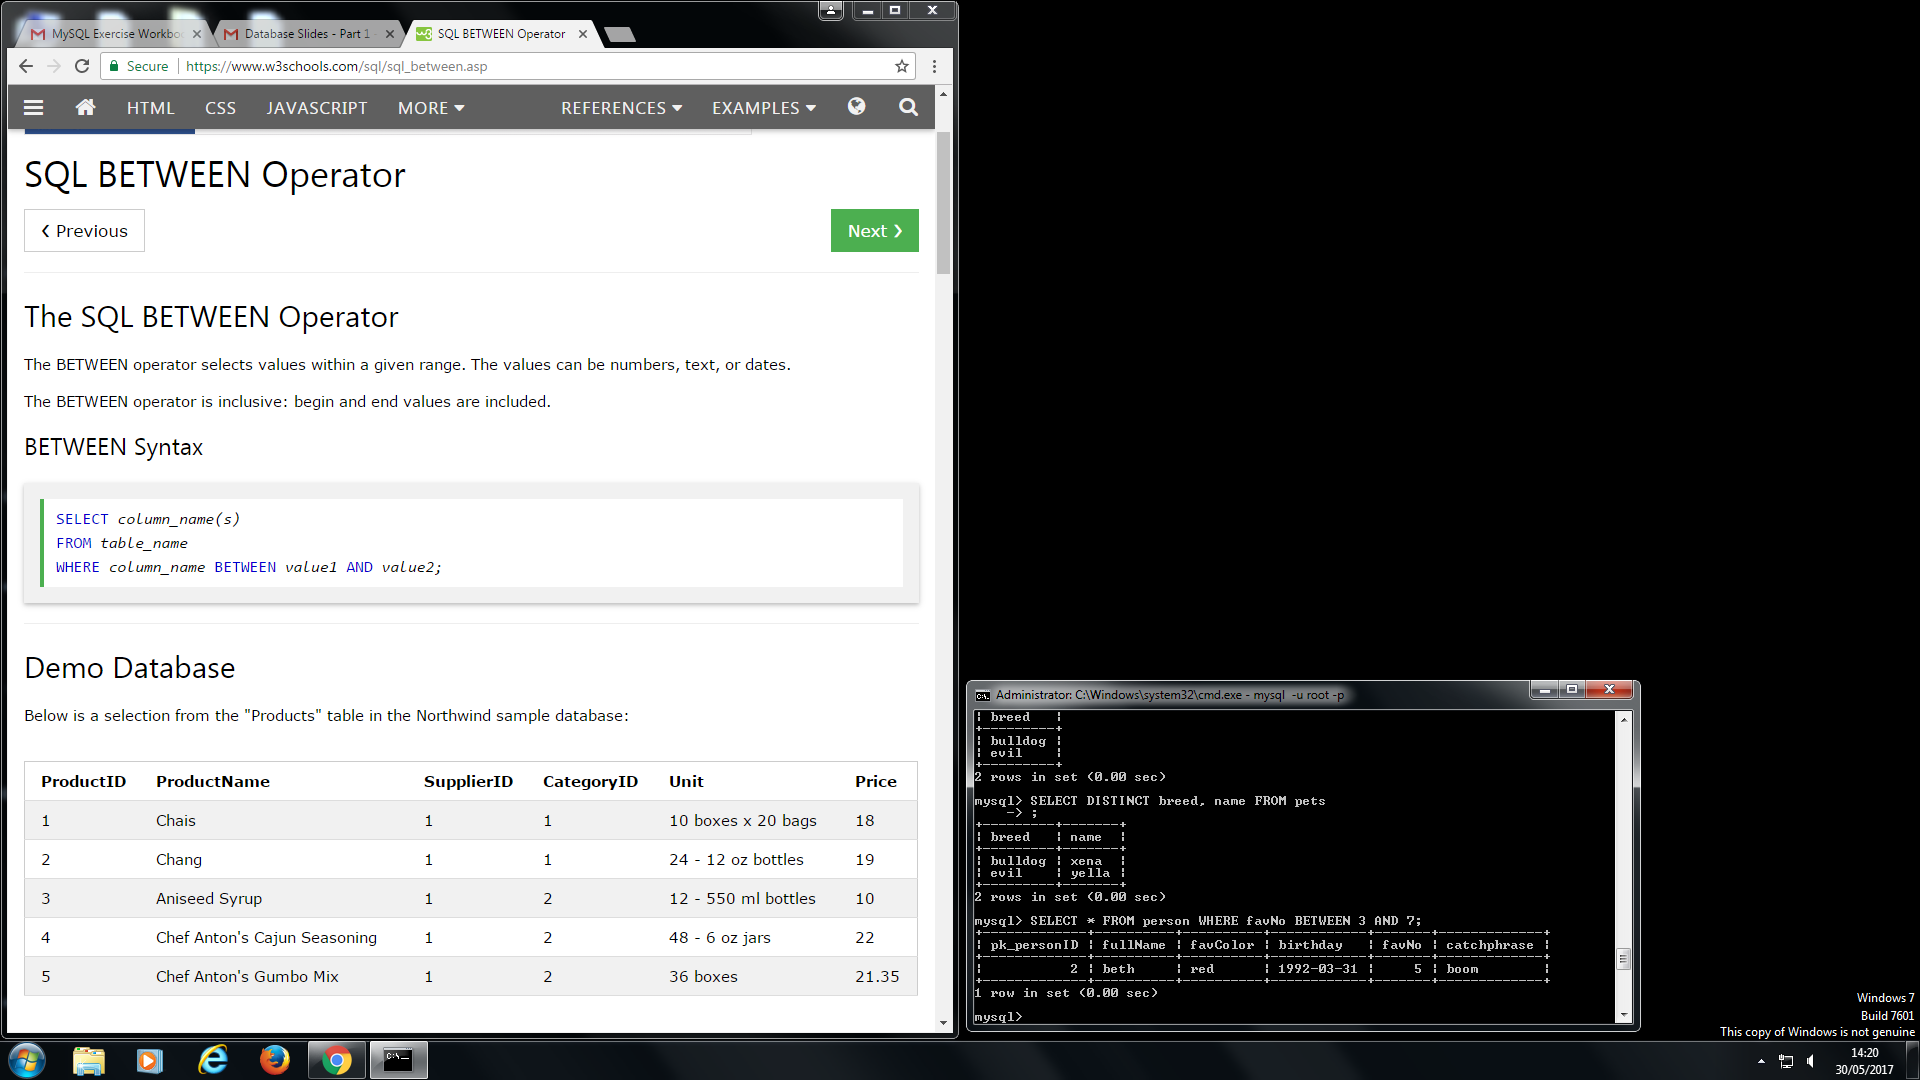 MySQL Exercise Workbo
Database Slides - Part 1
SQL BETWEEN Operator
Secure
https://www.w3schools.com/sql/sql_between.asp
HTML CSS JAVASCRIPT MORE REFERENCES EXAMPLES
SQL BETWEEN Operator
❮ Previous
Next ❯
The SQL BETWEEN Operator
The BETWEEN operator selects values within a given range. The values can be numbers, text, or dates.
The BETWEEN operator is inclusive: begin and end values are included.
BETWEEN Syntax
SELECT column_name(s)
FROM table_name
WHERE column_name BETWEEN value1 AND value2;
Demo Database
Below is a selection from the "Products" table in the Northwind sample database:
ProductID ProductName SupplierID CategoryID Unit Price
1 Chais 1 1 10 boxes x 20 bags 18
2 Chang 1 1 24 - 12 oz bottles 19
3 Aniseed Syrup 1 2 12 - 550 ml bottles 10
4 Chef Anton's Cajun Seasoning 1 2 48 - 6 oz jars 22
5 Chef Anton's Gumbo Mix 1 2 36 boxes 21.35
Administrator: C:\Windows\system32\cmd.exe - mysql -u root -p
| breed |
+---------+
| bulldog |
| evil |
+---------+
2 rows in set (0.00 sec)
mysql> SELECT DISTINCT breed, name FROM pets
-> ;
+---------+-------+
| breed | name |
+---------+-------+
| bulldog | xena |
| evil | yella |
+---------+-------+
2 rows in set (0.00 sec)
mysql> SELECT * FROM person WHERE favNo BETWEEN 3 AND 7;
+-------------+----------+----------+------------+-------+-------------+
| pk_personID | fullName | favColor | birthday | favNo | catchphrase |
+-------------+----------+----------+------------+-------+-------------+
| 2 | beth | red | 1992-03-31 | 5 | boom |
+-------------+----------+----------+------------+-------+-------------+
1 row in set (0.00 sec)
mysql>
Windows 7
Build 7601
This copy of Windows is not genuine
14:20
30/05/2017